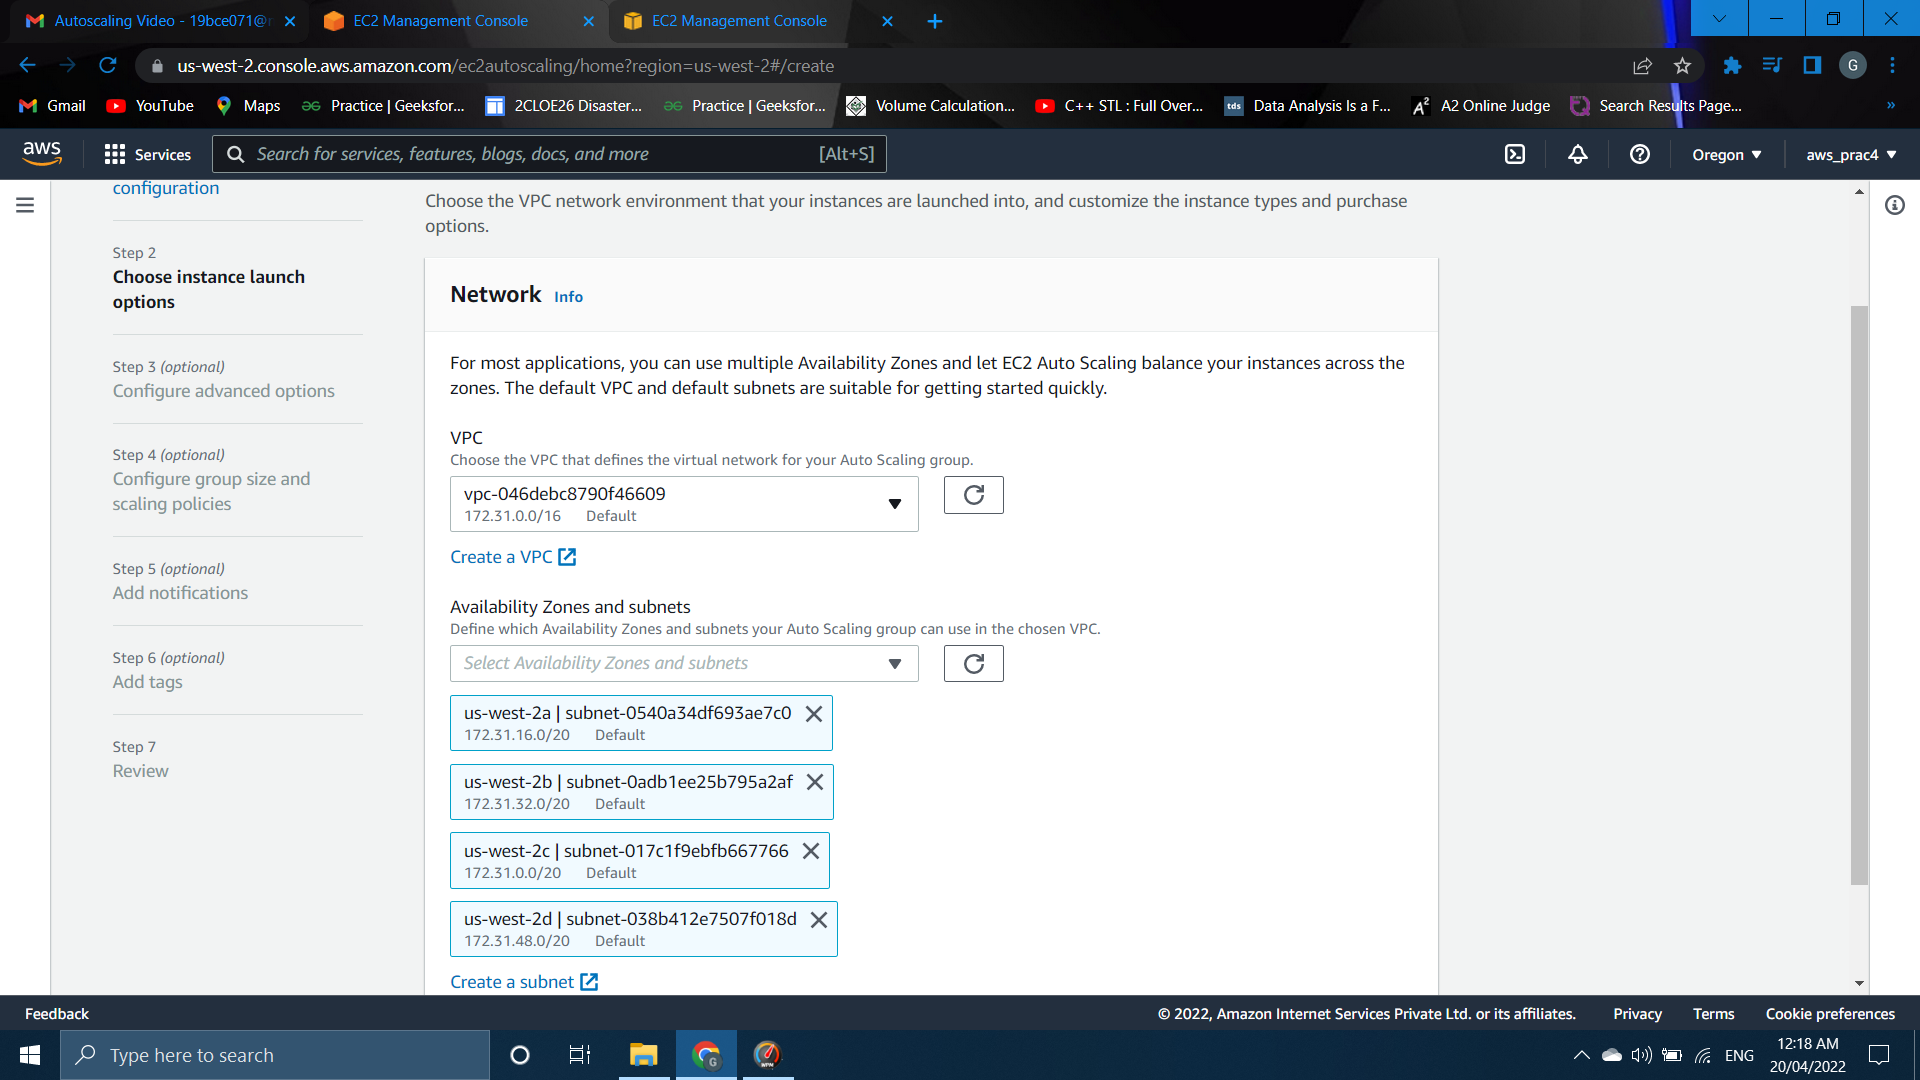 Autoscaling Video - 19bce071@
EC2 Management Console
EC2 Management Console
us-west-2.console.aws.amazon.com/ec2autoscaling/home?region=us-west-2#/create
G
Gmail
YouTube
Maps
Practice | Geeksfor...
2CLOE26 Disaster...
Practice | Geeksfor...
Volume Calculation...
C++ STL : Full Over...
tds
Data Analysis Is a F...
A2
A2 Online Judge
Search Results Page...
»
aws
Services
Search for services, features, blogs, docs, and more
[Alt+S]
Oregon
aws_prac4
configuration
Step 2
Choose instance launch
options
Step 3 (optional)
Configure advanced options
Step 4 (optional)
Configure group size and
scaling policies
Step 5 (optional)
Add notifications
Step 6 (optional)
Add tags
Step 7
Review
Choose the VPC network environment that your instances are launched into, and customize the instance types and purchase
options.
Network Info
For most applications, you can use multiple Availability Zones and let EC2 Auto Scaling balance your instances across the
zones. The default VPC and default subnets are suitable for getting started quickly.
VPC
Choose the VPC that defines the virtual network for your Auto Scaling group.
vpc-046debc8790f46609
172.31.0.0/16 Default
Create a VPC
Availability Zones and subnets
Define which Availability Zones and subnets your Auto Scaling group can use in the chosen VPC.
Select Availability Zones and subnets
us-west-2a | subnet-0540a34df693ae7c0
172.31.16.0/20 Default
us-west-2b | subnet-0adb1ee25b795a2af
172.31.32.0/20 Default
us-west-2c | subnet-017c1f9ebfb667766
172.31.0.0/20 Default
us-west-2d | subnet-038b412e7507f018d
172.31.48.0/20 Default
Create a subnet
Feedback
© 2022, Amazon Internet Services Private Ltd. or its affiliates.
Privacy
Terms
Cookie preferences
Type here to search
G
ENG
12:18 AM
20/04/2022